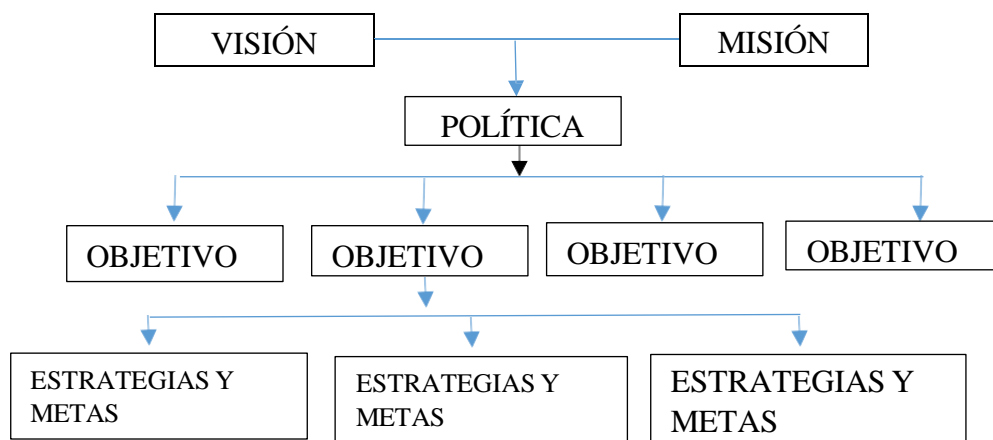 VISIÓN
MISIÓN
POLÍTICA
OBJETIVO
OBJETIVO
OBJETIVO
OBJETIVO
ESTRATEGIAS Y
METAS
ESTRATEGIAS Y
METAS
ESTRATEGIAS Y
METAS